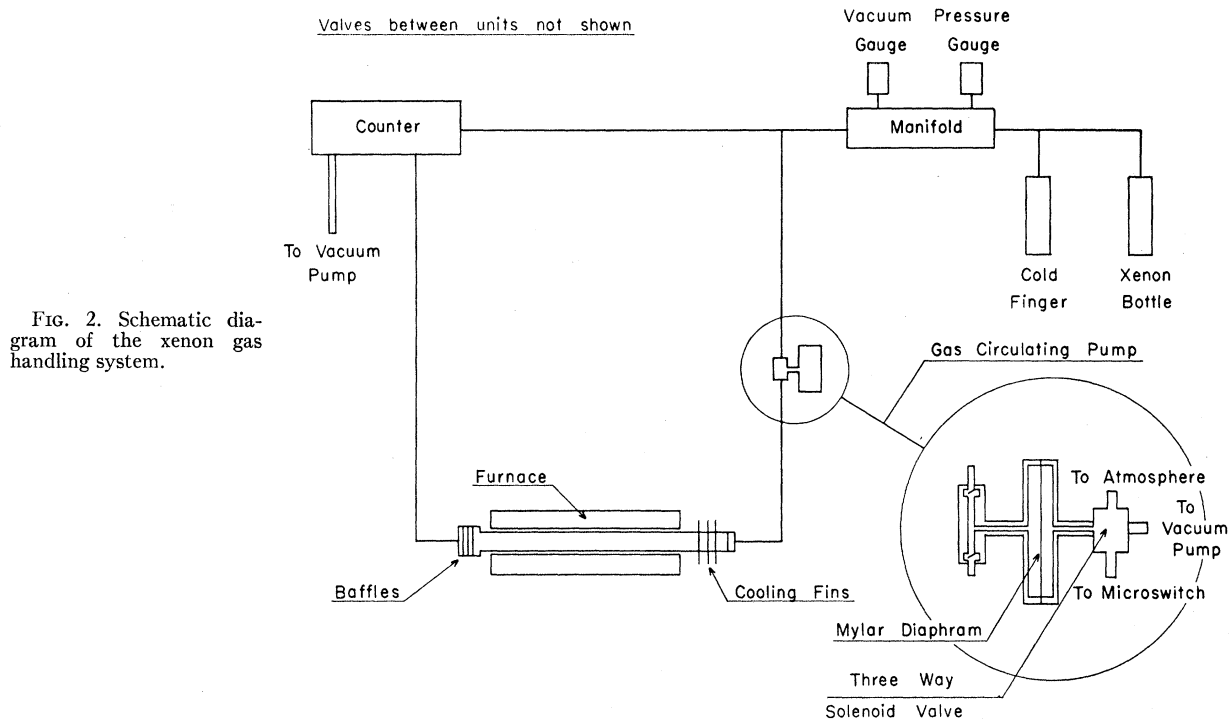 Valves between units not shown
Vacuum Gauge
Pressure Gauge
Counter
Manifold
To Vacuum
Pump
Cold
Finger
Xenon
Bottle
FIG. 2. Schematic dia-
gram of the xenon gas
handling system.
Gas Circulating Pump
Furnace
Baffles
Cooling Fins
To Atmosphere
To
Vacuum
Pump
To Microswitch
Mylar Diaphram
Three Way
Solenoid Valve